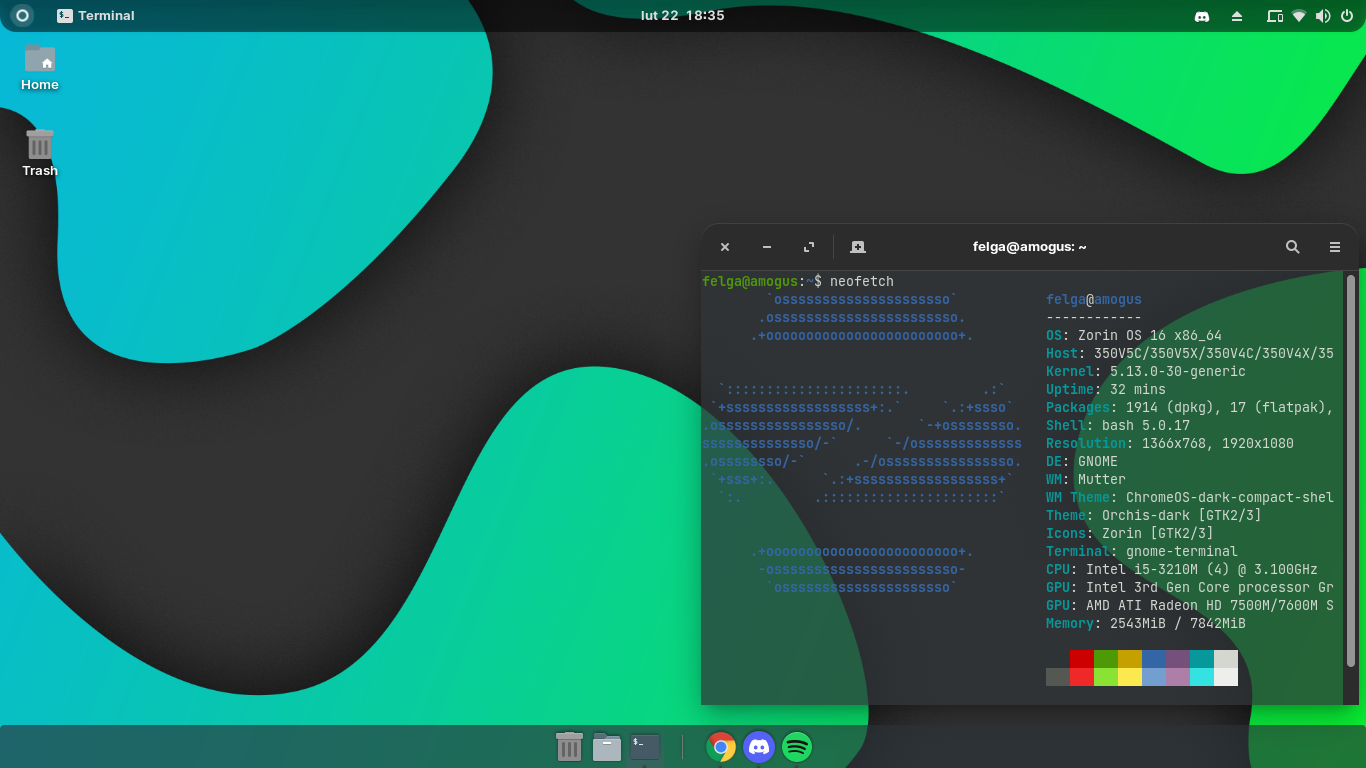 Terminal
lut 22 18:35
Home
Trash
felga@amogus: ~
felga@amogus:~$ neofetch
`osssssssssssssssssssso` felga@amogus
.osssssssssssssssssssssso. ------------
.+oooooooooooooooooooooooo+. OS: Zorin OS 16 x86_64
Host: 350V5C/350V5X/350V4C/350V4X/35
Kernel: 5.13.0-30-generic
`::::::::::::::::::::::. .:` Uptime: 32 mins
`+ssssssssssssssssss+:.` `.:+ssso` Packages: 1914 (dpkg), 17 (flatpak),
.ossssssssssssssso/. `-+ossssssso. Shell: bash 5.0.17
ssssssssssssso/-` `-/osssssssssssss Resolution: 1366x768, 1920x1080
.ossssssso/-` .-/ossssssssssssssso. DE: GNOME
`+sss+:. `.:+ssssssssssssssssss+` WM: Mutter
`:. .::::::::::::::::::::::` WM Theme: ChromeOS-dark-compact-shel
Theme: Orchis-dark [GTK2/3]
Icons: Zorin [GTK2/3]
.+oooooooooooooooooooooooo+. Terminal: gnome-terminal
-osssssssssssssssssssssso- CPU: Intel i5-3210M (4) @ 3.100GHz
`osssssssssssssssssssso` GPU: Intel 3rd Gen Core processor Gr
GPU: AMD ATI Radeon HD 7500M/7600M S
Memory: 2543MiB / 7842MiB